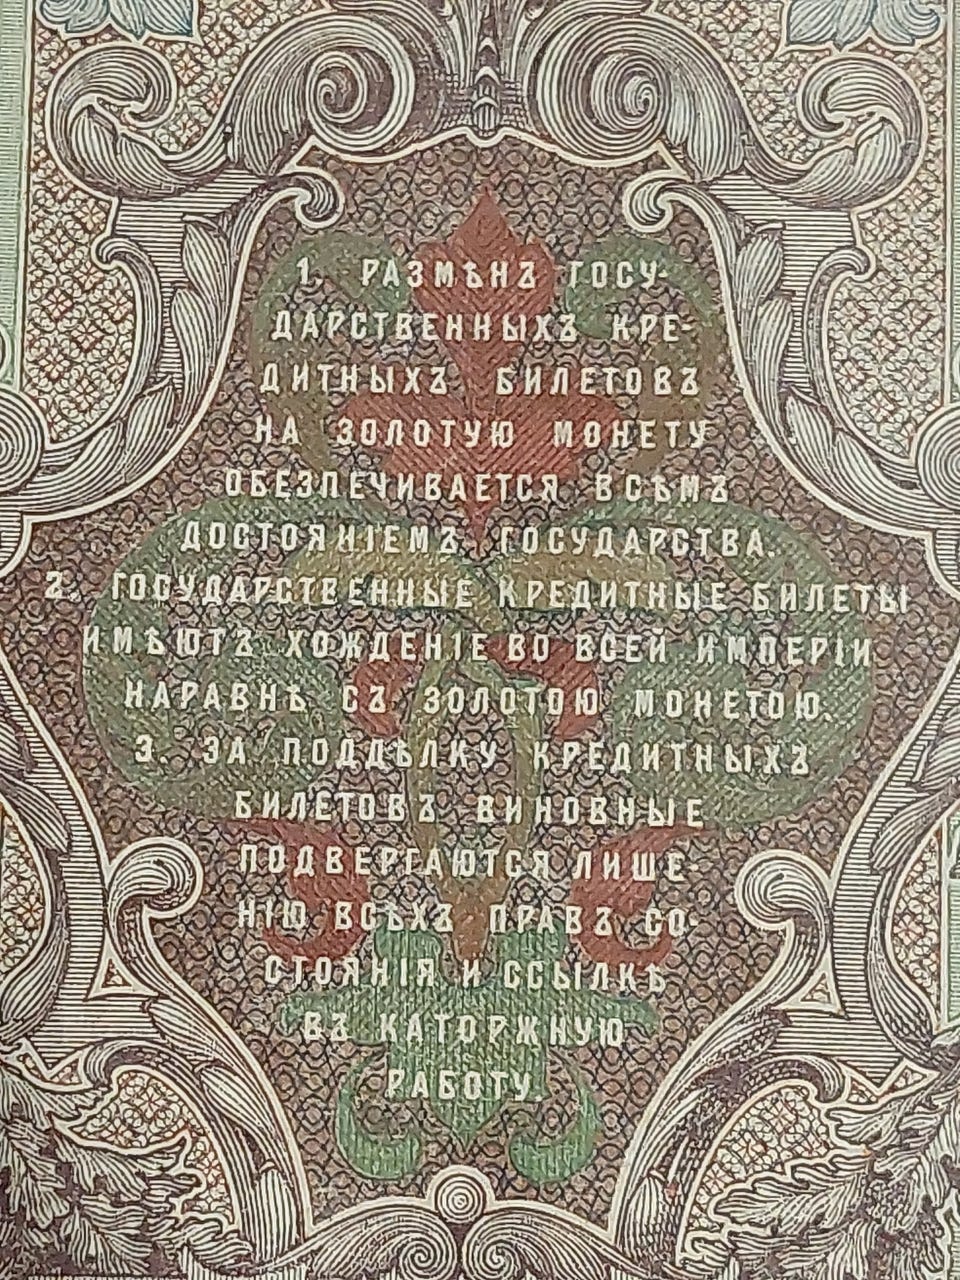 1. РАЗМѢНЪ ГОСУ-
ДАРСТВЕННЫХЪ КРЕ-
ДИТНЫХЪ БИЛЕТОВЪ
НА ЗОЛОТУЮ МОНЕТУ
ОБЕЗПЕЧИВАЕТСЯ ВСѢМЪ
ДОСТОЯНІЕМЪ ГОСУДАРСТВА.
2. ГОСУДАРСТВЕННЫЕ КРЕДИТНЫЕ БИЛЕТЫ
ИМѢЮТЪ ХОЖДЕНІЕ ВО ВСЕЙ ИМПЕРІИ
НАРАВНѢ СЪ ЗОЛОТОЮ МОНЕТОЮ.
3. ЗА ПОДДѢЛКУ КРЕДИТНЫХЪ
БИЛЕТОВЪ ВИНОВНЫЕ
ПОДВЕРГАЮТСЯ ЛИШЕ-
НІЮ ВСѢХЪ ПРАВЪ СО-
СТОЯНІЯ И ССЫЛКѢ
ВЪ КАТОРЖНУЮ
РАБОТУ.